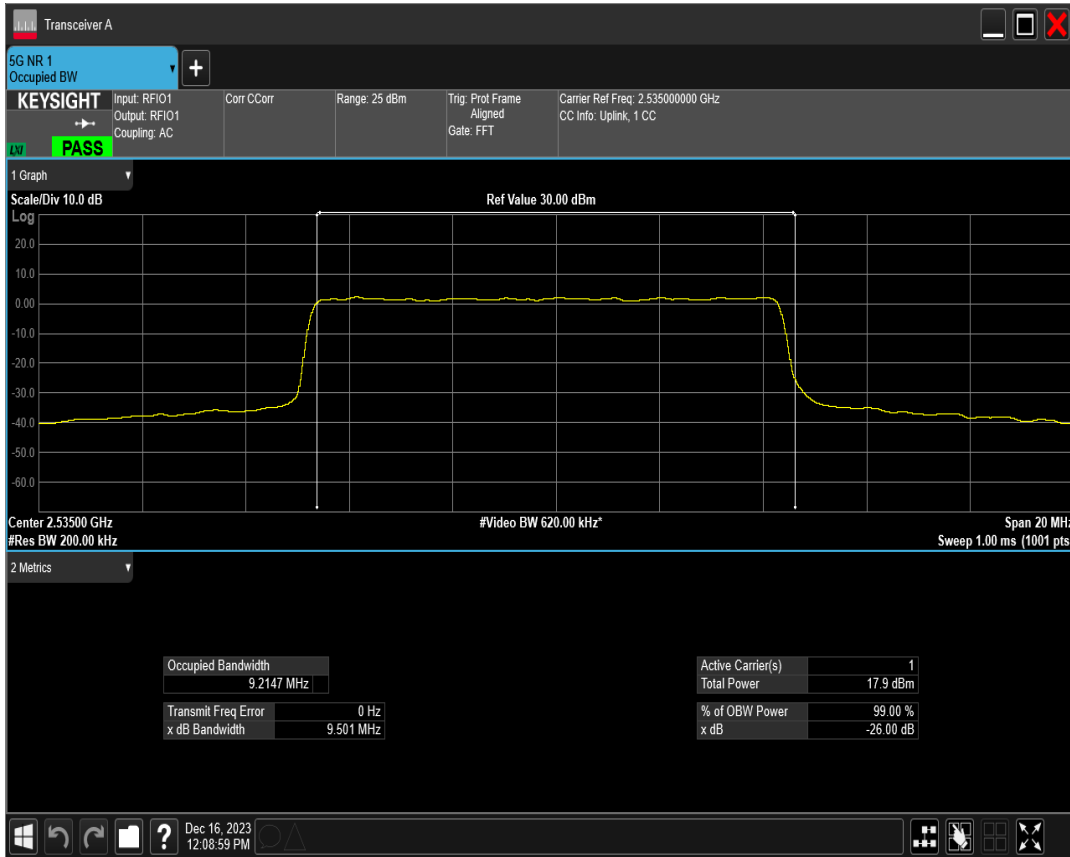 Transceiver A
5G NR 1
Occupied BW
KEYSIGHT
LXI
PASS
Input: RFIO1
Output: RFIO1
Coupling: AC
Corr CCorr
Range: 25 dBm
Trig: Prot Frame
Aligned
Gate: FFT
Carrier Ref Freq: 2.535000000 GHz
CC Info: Uplink, 1 CC
1 Graph
Scale/Div 10.0 dB
Ref Value 30.00 dBm
Log
20.0
10.0
0.00
-10.0
-20.0
-30.0
-40.0
-50.0
-60.0
Center 2.53500 GHz
#Video BW 620.00 kHz*
Span 20 MHz
#Res BW 200.00 kHz
Sweep 1.00 ms (1001 pts
2 Metrics
Occupied Bandwidth
9.2147 MHz
Transmit Freq Error 0 Hz
x dB Bandwidth 9.501 MHz
Active Carrier(s) 1
Total Power 17.9 dBm
% of OBW Power 99.00 %
x dB -26.00 dB
?
Dec 16, 2023
12:08:59 PM